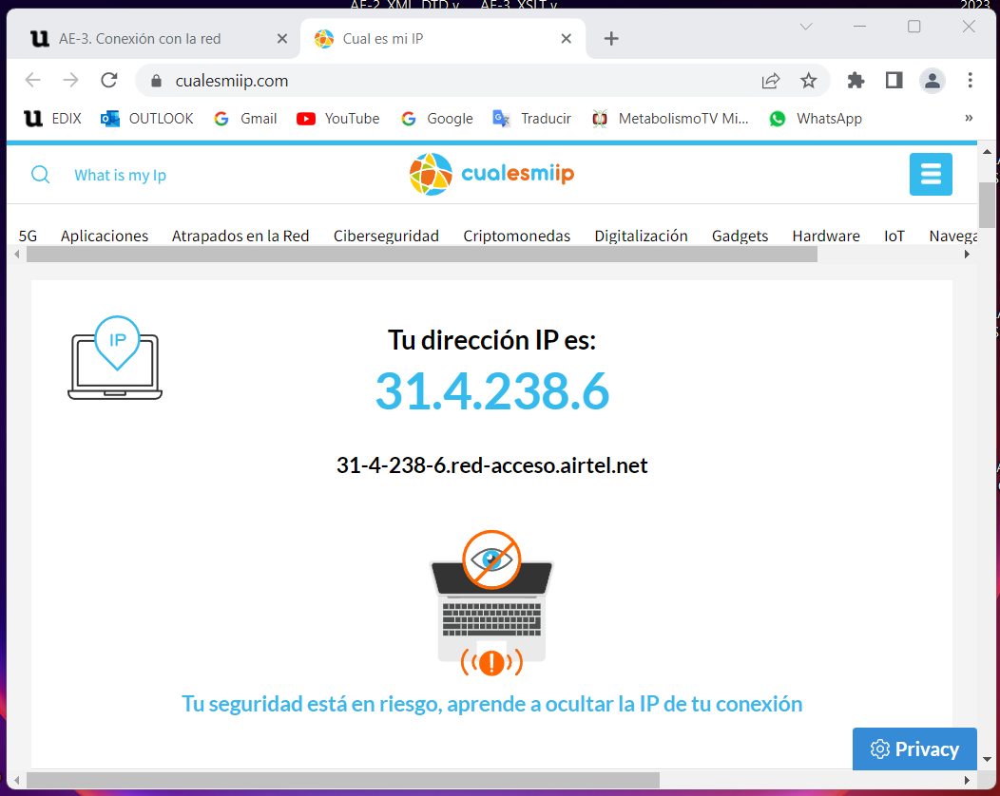 AE-2. XML, DTD y AE-3. XSLT y 2023
AE-3. Conexión con la red
Cual es mi IP
cualesmiip.com
EDIX OUTLOOK Gmail YouTube Google Traducir MetabolismoTV Mi... WhatsApp »
What is my Ip
cualesmiip
5G Aplicaciones Atrapados en la Red Ciberseguridad Criptomonedas Digitalización Gadgets Hardware IoT Navega
IP
Tu dirección IP es:
31.4.238.6
31-4-238-6.red-acceso.airtel.net
Tu seguridad está en riesgo, aprende a ocultar la IP de tu conexión
Privacy